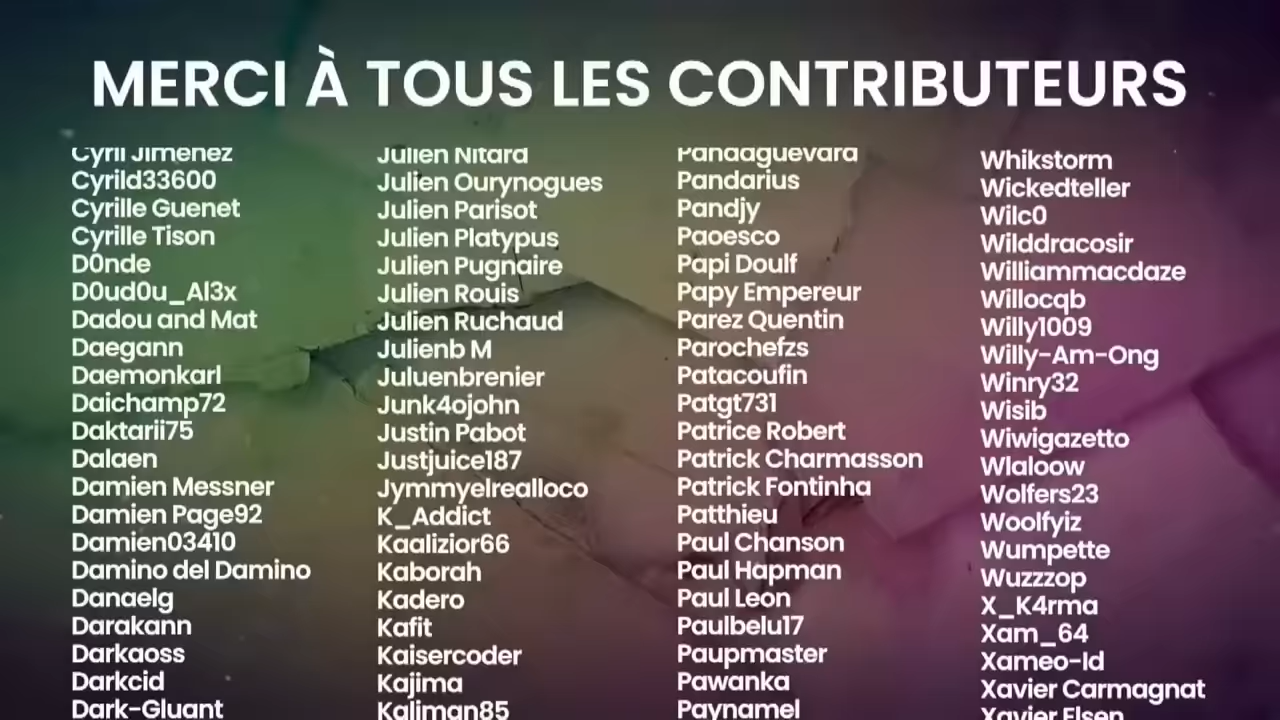 MERCI À TOUS LES CONTRIBUTEURS
Cyril Jimenez
Cyrild33600
Cyrille Guenet
Cyrille Tison
D0nde
D0ud0u_Al3x
Dadou and Mat
Daegann
Daemonkarl
Daichamp72
Daktarii75
Dalaen
Damien Messner
Damien Page92
Damien03410
Damino del Damino
Danaelg
Darakann
Darkaoss
Darkcid
Dark-Gluant
Julien Nitard
Julien Ourynogues
Julien Parisot
Julien Platypus
Julien Pugnaire
Julien Rouis
Julien Ruchaud
Julienb M
Juluenbrenier
Junk4ojohn
Justin Pabot
Justjuice187
Jymmyelrealloco
K_Addict
Kaalizior66
Kaborah
Kadero
Kafit
Kaisercoder
Kajima
Kaliman85
Pandaguevara
Pandarius
Pandjy
Paoesco
Papi Doulf
Papy Empereur
Parez Quentin
Parochefzs
Patacoufin
Patgt731
Patrice Robert
Patrick Charmasson
Patrick Fontinha
Patthieu
Paul Chanson
Paul Hapman
Paul Leon
Paulbelu17
Paupmaster
Pawanka
Paynamel
Whikstorm
Wickedteller
Wilc0
Wilddracosir
Williammacdaze
Willocqb
Willy1009
Willy-Am-Ong
Winry32
Wisib
Wiwigazetto
Wlaloow
Wolfers23
Woolfyiz
Wumpette
Wuzzzop
X_K4rma
Xam_64
Xameo-Id
Xavier Carmagnat
Xavier Elsen